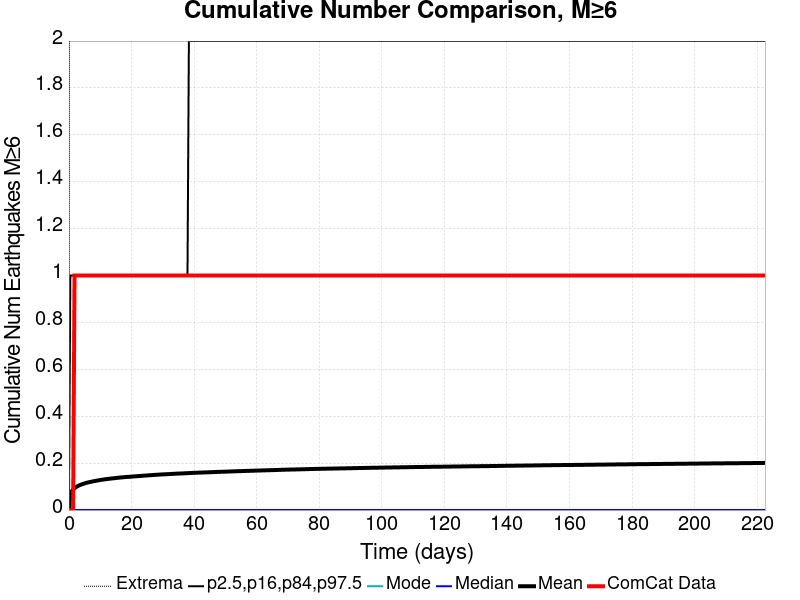 Cumulative Number Comparison, M≥6
Cumulative Num Earthquakes M≥6
2
1.8
1.6
1.4
1.2
1
0.8
0.6
0.4
0.2
0
0 20 40 60 80 100 120 140 160 180 200 220
Time (days)
Extrema p2.5,p16,p84,p97.5 Mode Median Mean ComCat Data